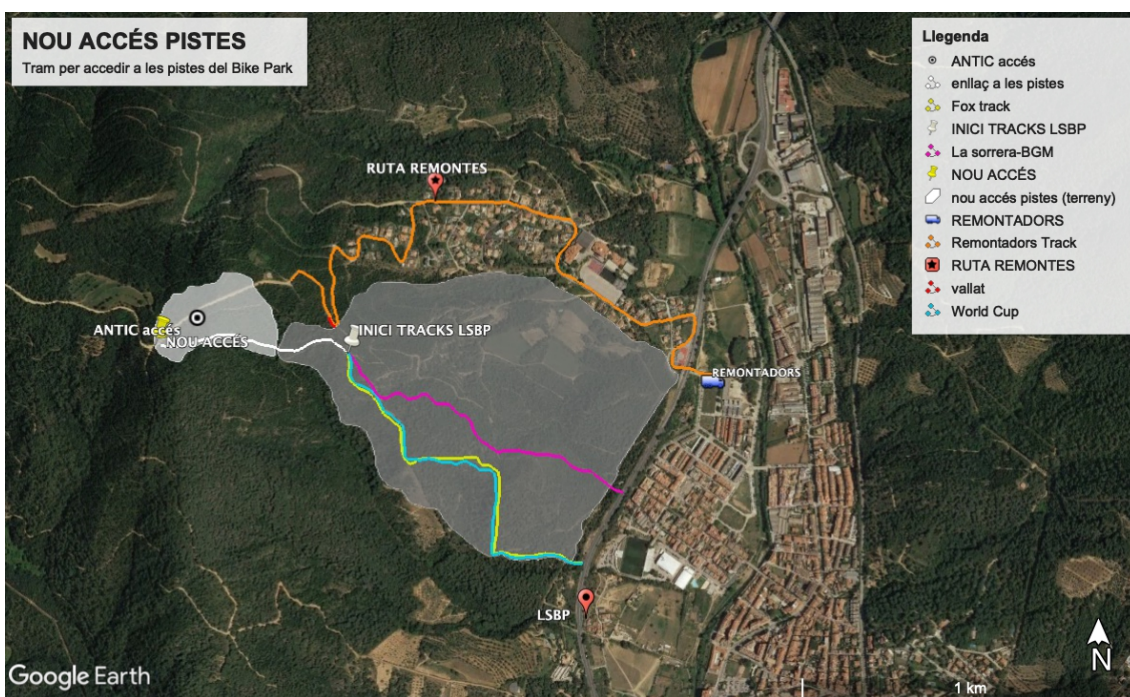 NOU ACCÉS PISTES
Tram per accedir a les pistes del Bike Park
Llegenda
ANTIC accés
enllaç a les pistes
Fox track
INICI TRACKS LSBP
La sorrera-BGM
NOU ACCÉS
nou accés pistes (terreny)
REMONTADORS
Remontadors Track
RUTA REMONTES
vallat
World Cup
RUTA REMONTES
ANTIC accés
NOU ACCÉS
INICI TRACKS LSBP
REMONTADORS
LSBP
Google Earth
N
1 km